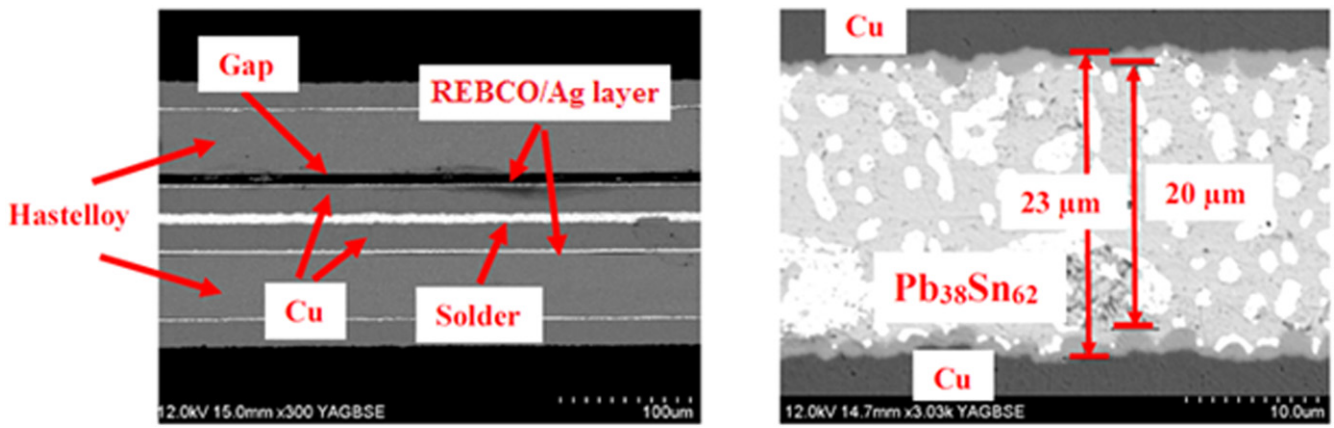 Gap
REBCO/Ag layer
Hastelloy
Cu
Solder
12.0kV 15.0mm x300 YAGBSE
100um
Cu
23 µm
20 µm
Pb₃₈Sn₆₂
Cu
12.0kV 14.7mm x3.03k YAGBSE
10.0um